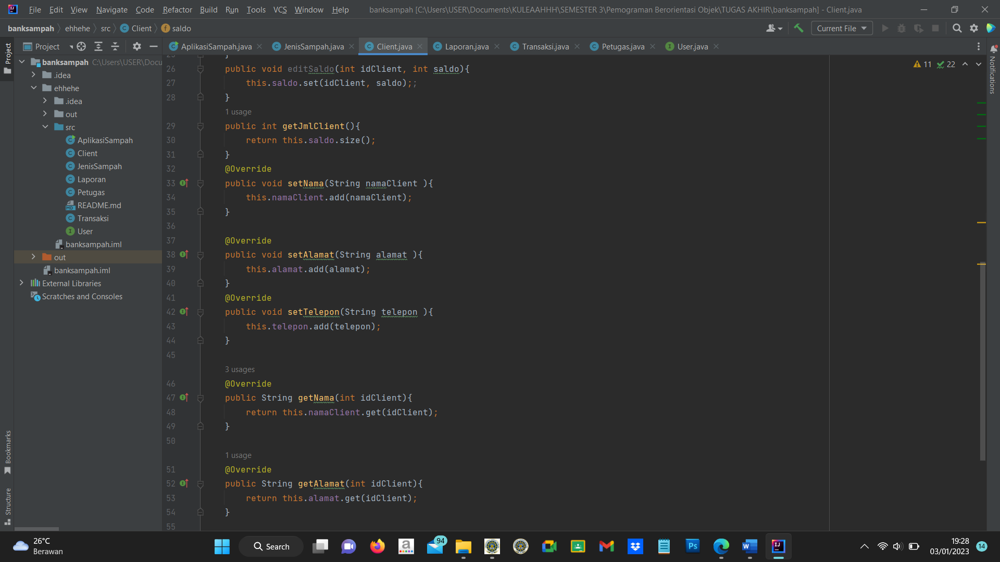 File Edit View Navigate Code Refactor Build Run Tools VCS Window Help banksampah [C:\Users\USER\Documents\KULEAAHHH\SEMESTER 3\Pemograman Berorientasi Objek\TUGAS AKHIR\banksampah] - Client.java
banksampah ehhehe src Client saldo Current File
Project AplikasiSampah.java JenisSampah.java Client.java Laporan.java Transaksi.java Petugas.java User.java
Project
Bookmarks
Structure
Notifications
11 22
banksampah C:\Users\USER\Docu
.idea
ehhehe
.idea
out
src
AplikasiSampah
Client
JenisSampah
Laporan
Petugas
README.md
Transaksi
User
banksampah.iml
out
banksampah.iml
External Libraries
Scratches and Consoles
26 public void editSaldo(int idClient, int saldo){
27 this.saldo.set(idClient, saldo);;
28 }
1 usage
29 public int getJmlClient(){
30 return this.saldo.size();
31 }
32 @Override
33 public void setNama(String namaClient ){
34 this.namaClient.add(namaClient);
35 }
36
37 @Override
38 public void setAlamat(String alamat ){
39 this.alamat.add(alamat);
40 }
41 @Override
42 public void setTelepon(String telepon ){
43 this.telepon.add(telepon);
44 }
45
3 usages
46 @Override
47 public String getNama(int idClient){
48 return this.namaClient.get(idClient);
49 }
50
1 usage
51 @Override
52 public String getAlamat(int idClient){
53 return this.alamat.get(idClient);
54 }
55
26°C
Berawan
Search
94
19:28
03/01/2023
14